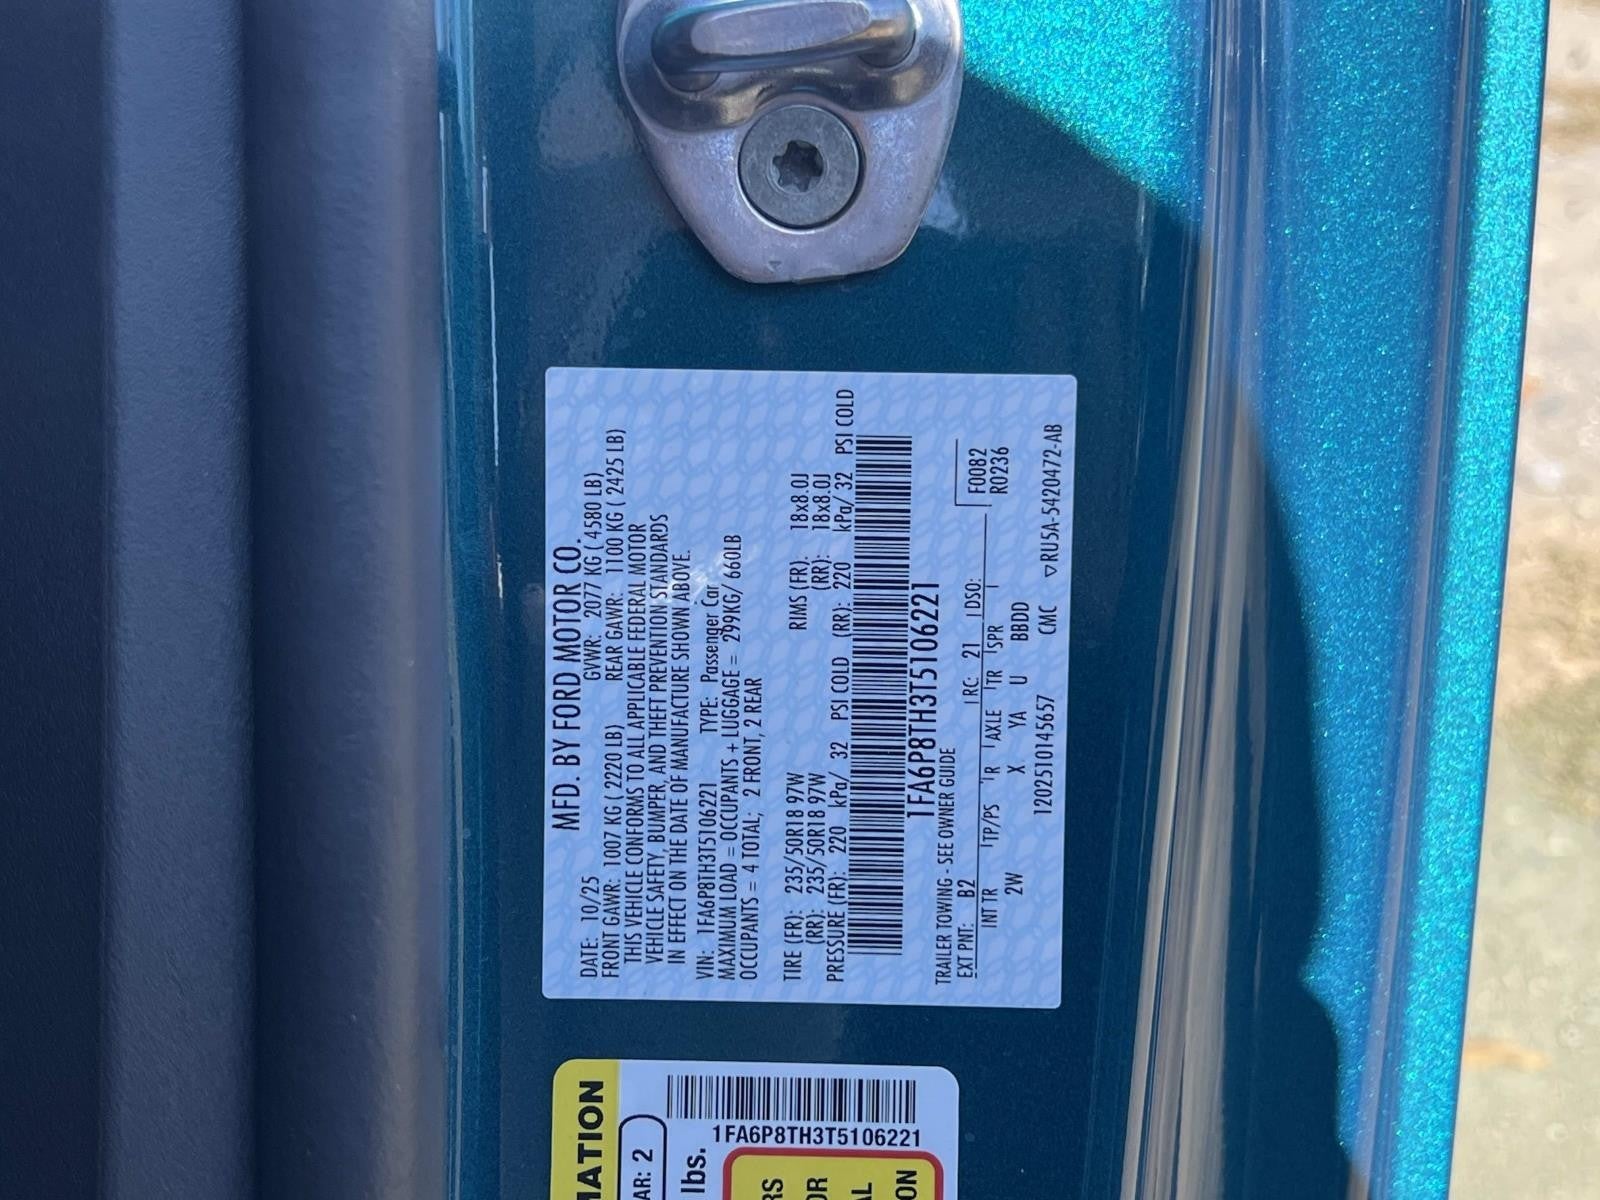 MFD. BY FORD MOTOR CO.
DATE: 10/25 GVWR: 2077 KG ( 4580 LB)
FRONT GAWR: 1007 KG ( 2220 LB) REAR GAWR: 1100 KG ( 2425 LB)
THIS VEHICLE CONFORMS TO ALL APPLICABLE FEDERAL MOTOR
VEHICLE SAFETY, BUMPER, AND THEFT PREVENTION STANDARDS
IN EFFECT ON THE DATE OF MANUFACTURE SHOWN ABOVE.
VIN: 1FA6P8TH3T5106221 TYPE: Passenger Car
MAXIMUM LOAD = OCCUPANTS + LUGGAGE = 299KG/ 660LB
OCCUPANTS = 4 TOTAL; 2 FRONT, 2 REAR
TIRE (FR): 235/50R18 97W RIMS (FR): 18x8.0J
(RR): 235/50R18 97W (RR): 18x8.0J
PRESSURE (FR): 220 kPa/ 32 PSI COLD (RR): 220 kPa/ 32 PSI COLD
1FA6P8TH3T5106221
TRAILER TOWING - SEE OWNER GUIDE
EXT PNT: B2 RC: 21 DSO: F0082
INT TR TP/PS R AXLE TR SPR R0236
2W X YA U BBDD
1202510145657 CMC ▽RU5A-5420472-AB
MATION
AR: 2
1FA6P8TH3T5106221
lbs.
RS
OR
AL
ON